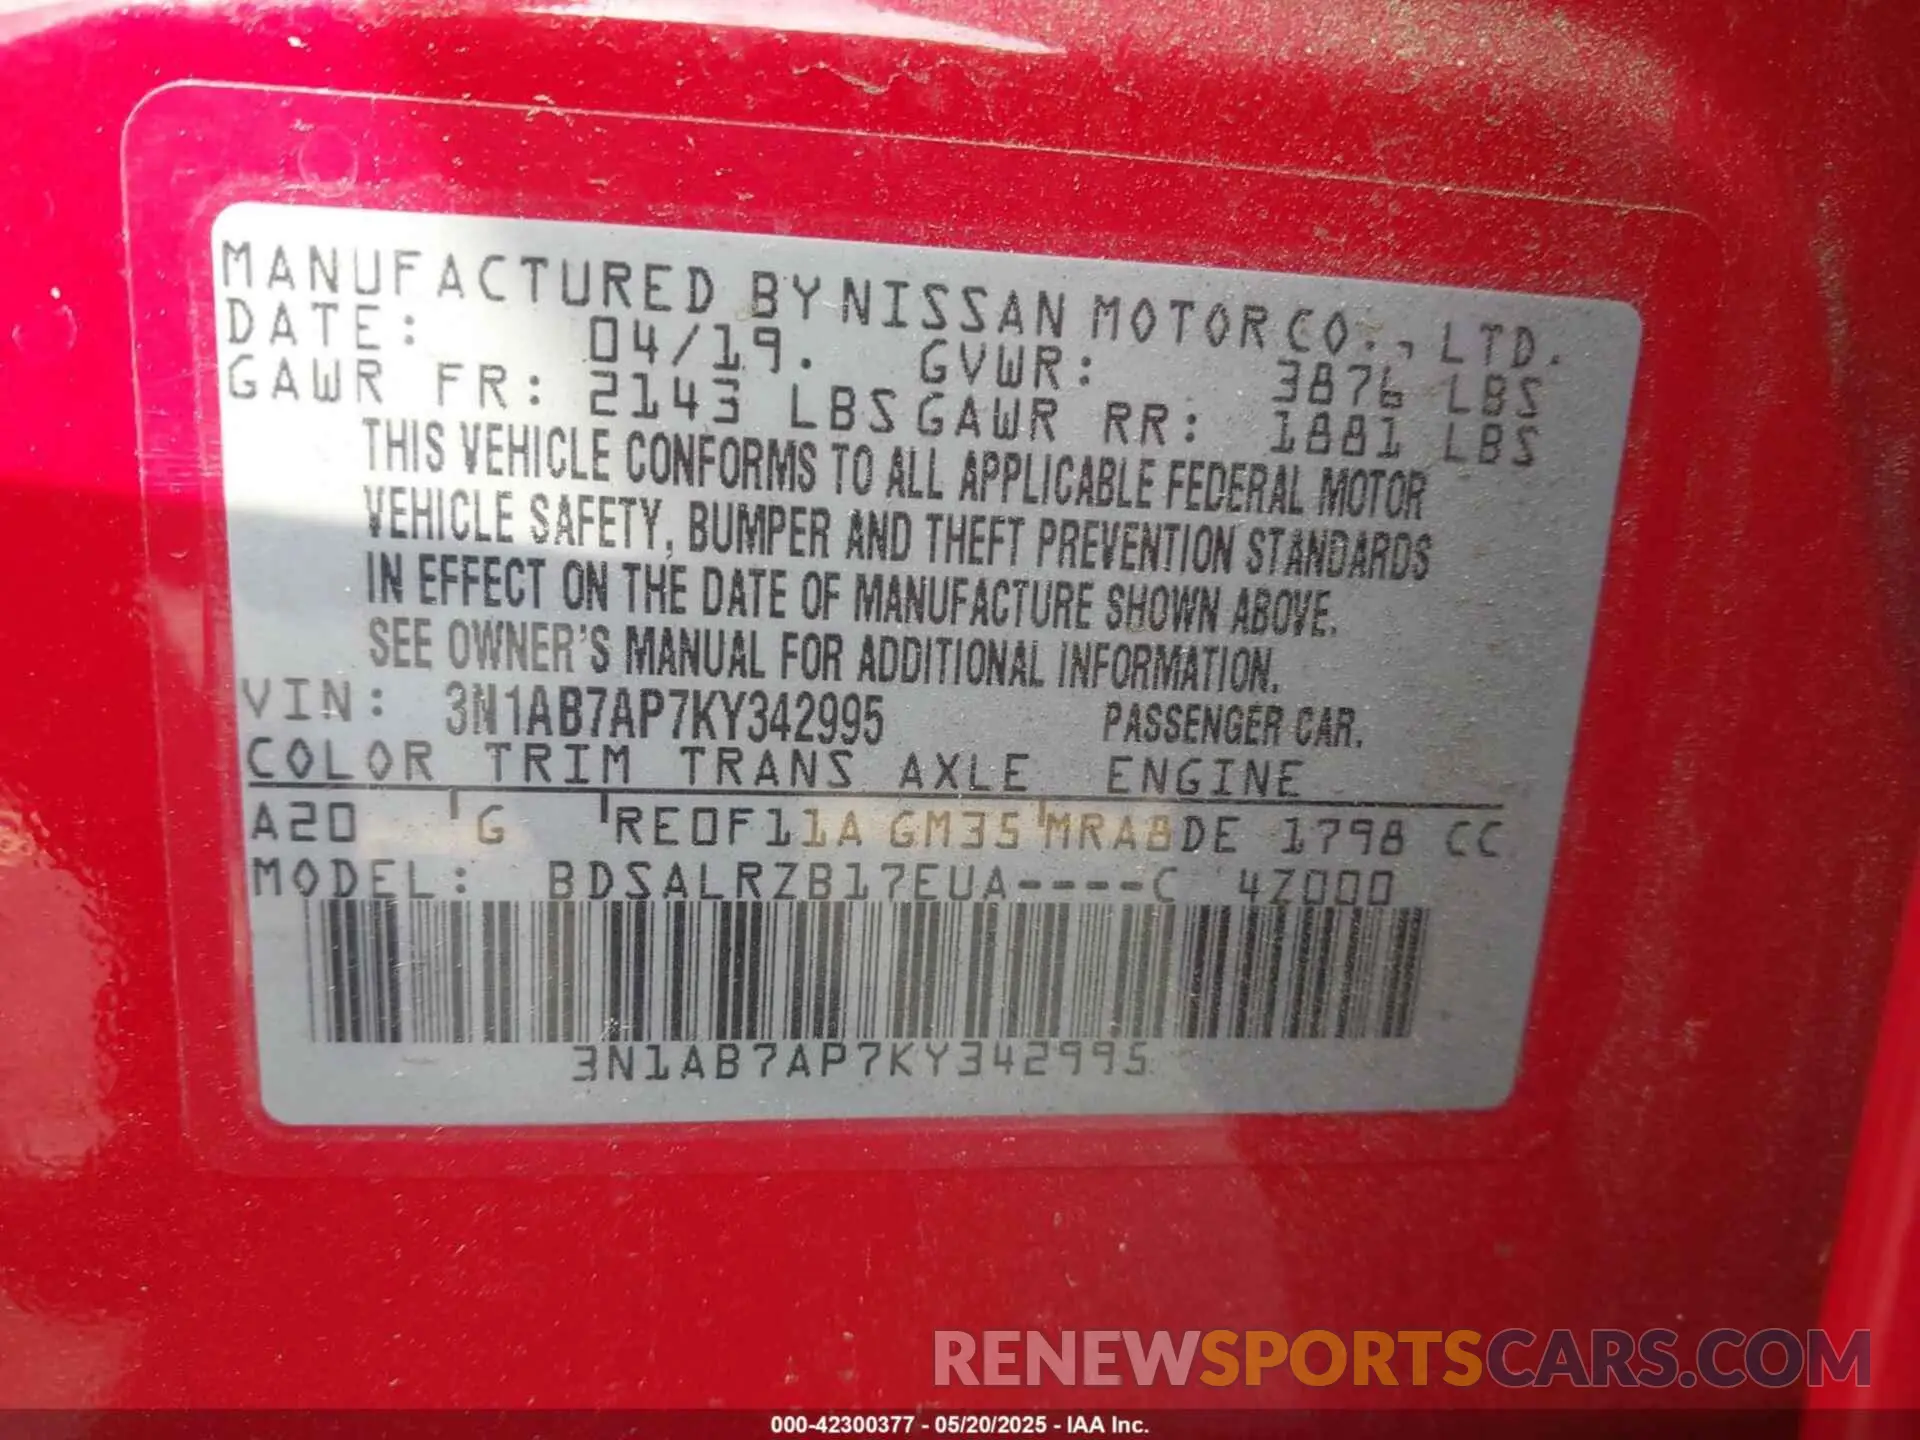 MANUFACTURED BY NISSAN MOTOR CO., LTD.
DATE: 04/19. GVWR: 3876 LBS
GAWR FR: 2143 LBS GAWR RR: 1881 LBS
THIS VEHICLE CONFORMS TO ALL APPLICABLE FEDERAL MOTOR
VEHICLE SAFETY, BUMPER AND THEFT PREVENTION STANDARDS
IN EFFECT ON THE DATE OF MANUFACTURE SHOWN ABOVE.
SEE OWNER'S MANUAL FOR ADDITIONAL INFORMATION.
VIN: 3N1AB7AP7KY342995 PASSENGER CAR.
COLOR TRIM TRANS AXLE ENGINE
A20 G RE0F11A GM35 MRA8DE 1798 CC
MODEL: BDSALRZB17EUA----C 4Z000
3N1AB7AP7KY342995
RENEWSPORTSCARS.COM
000-42300377 - 05/20/2025 - IAA Inc.